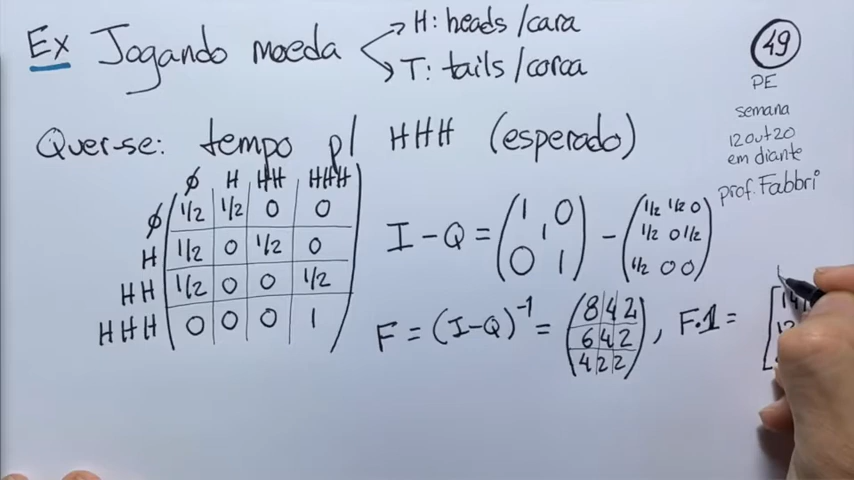 Ex Jogando moeda
H: heads/cara
T: tails/coroa
49
PE
semana
12out20
em diante
prof. Fabbri
Quer-se: tempo p/ HHH (esperado)
∅ H HH HHH
∅ 1/2 1/2 0 0
H 1/2 0 1/2 0
HH 1/2 0 0 1/2
HHH 0 0 0 1
I-Q = (1 0
1
0 1) - (1/2 1/2 0
1/2 0 1/2
1/2 0 0)
F = (I-Q)⁻¹ = (8 4 2
6 4 2
4 2 2), F·1 =
[14
12